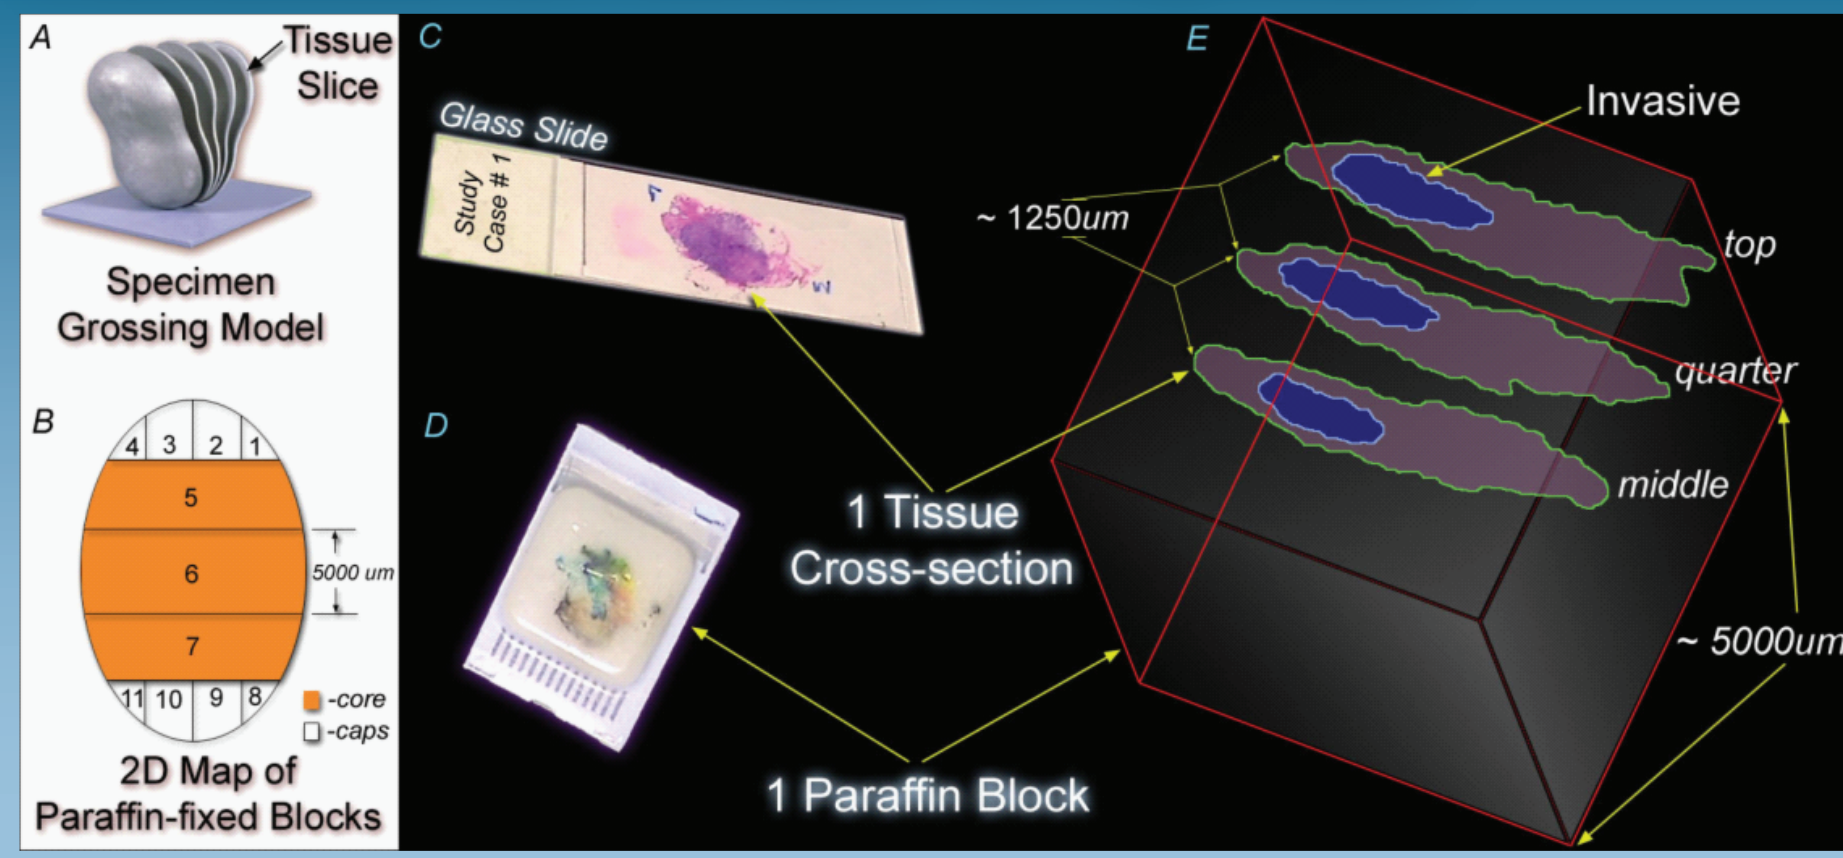 A
Tissue
Slice
Specimen
Grossing Model
B
4 3 2 1
5
6
5000 um
7
11 10 9 8
-core
-caps
2D Map of
Paraffin-fixed Blocks
C
Glass Slide
Study
Case # 1
D
1 Tissue
Cross-section
1 Paraffin Block
E
Invasive
~ 1250um
top
quarter
middle
~ 5000um